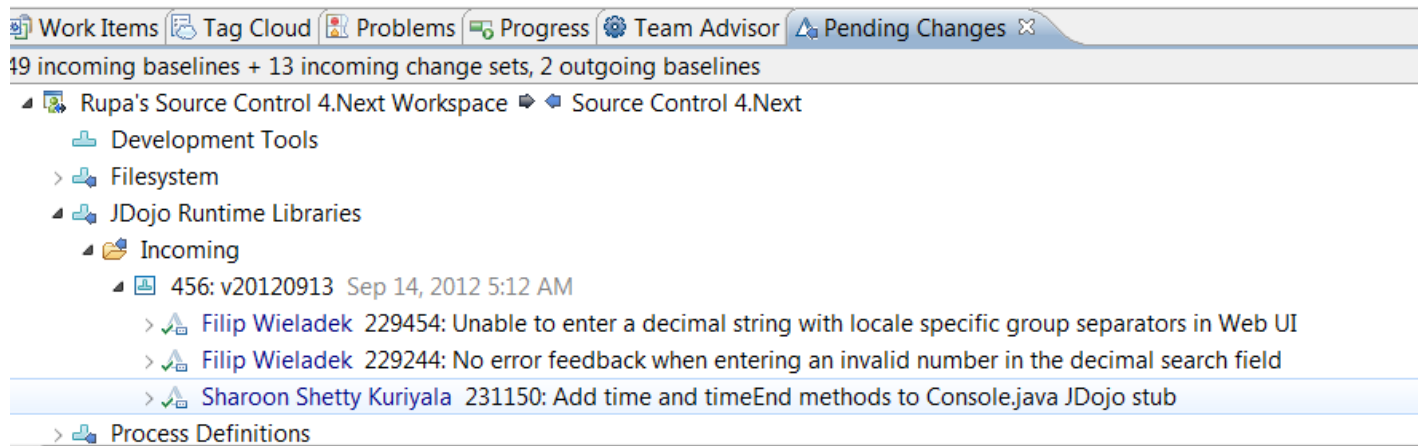 Work Items Tag Cloud Problems Progress Team Advisor Pending Changes
49 incoming baselines + 13 incoming change sets, 2 outgoing baselines
Rupa's Source Control 4.Next Workspace Source Control 4.Next
Development Tools
Filesystem
JDojo Runtime Libraries
Incoming
456: v20120913 Sep 14, 2012 5:12 AM
Filip Wieladek 229454: Unable to enter a decimal string with locale specific group separators in Web UI
Filip Wieladek 229244: No error feedback when entering an invalid number in the decimal search field
Sharoon Shetty Kuriyala 231150: Add time and timeEnd methods to Console.java JDojo stub
Process Definitions